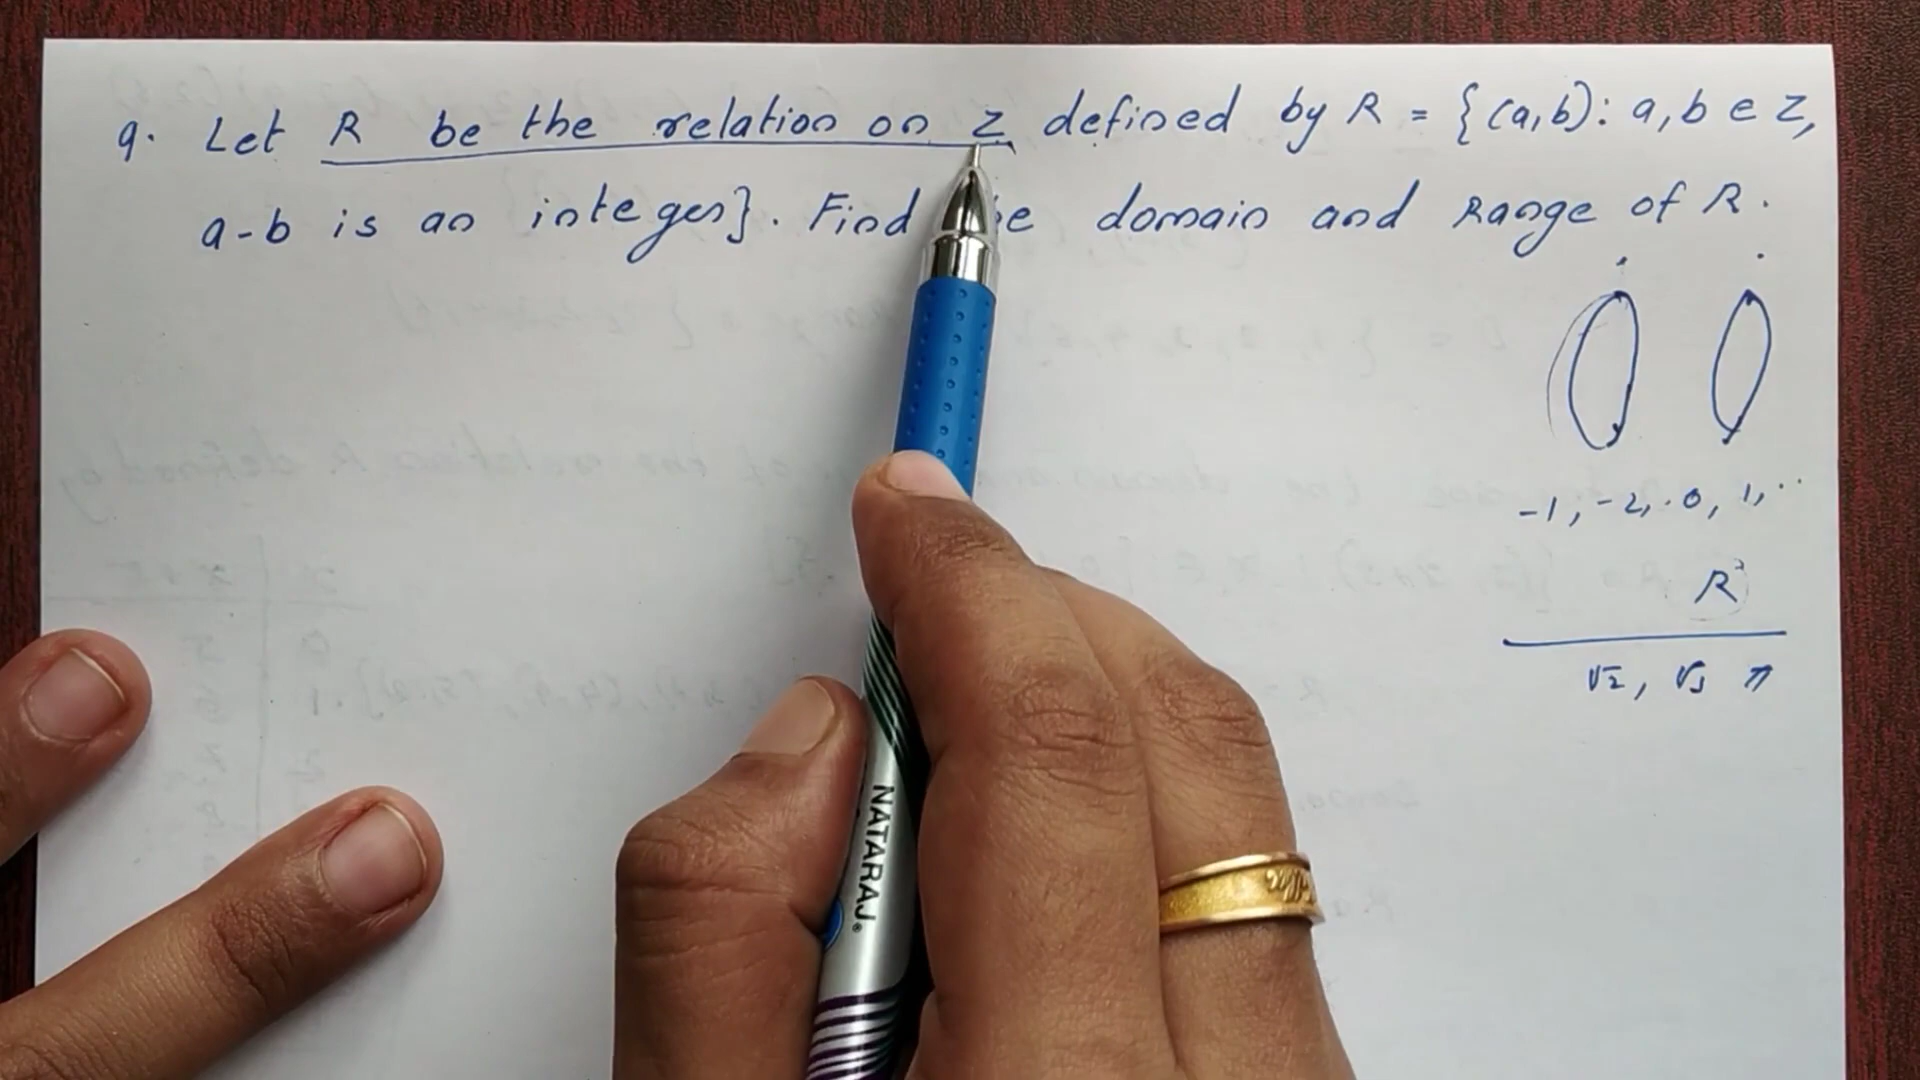 9. Let R be the relation on Z defined by R = {(a,b): a,b ∈ Z,
a-b is an integer}. Find domain and Range of R.
-1, -2, 0, 1, ..
R
√2, √3 π
NATARAJ